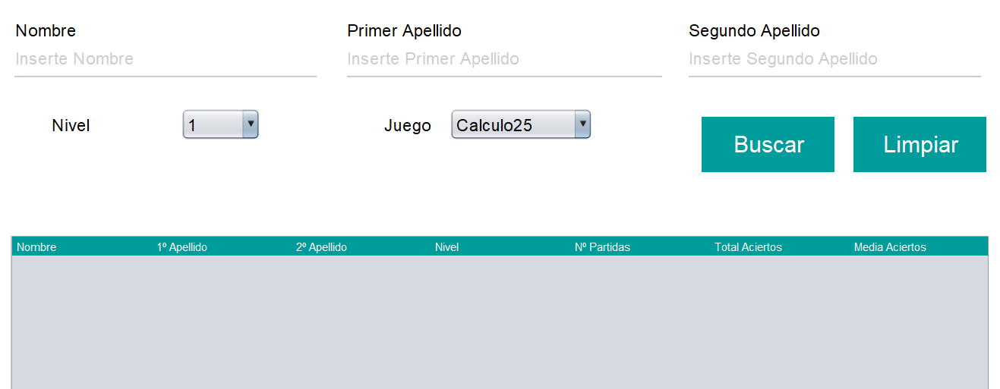 Nombre Primer Apellido Segundo Apellido
Inserte Nombre Inserte Primer Apellido Inserte Segundo Apellido
Nivel 1 Juego Calculo25 Buscar Limpiar
Nombre 1º Apellido 2º Apellido Nivel Nº Partidas Total Aciertos Media Aciertos